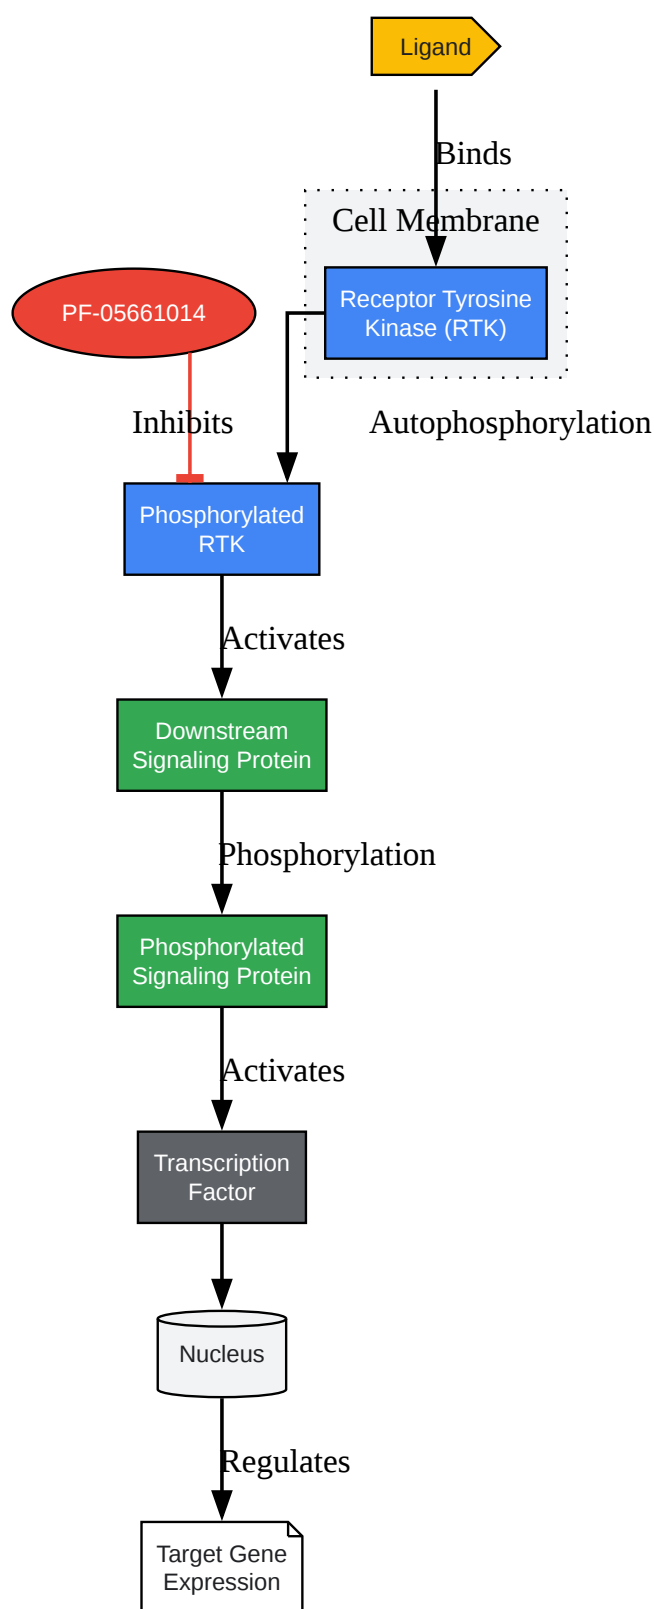 Ligand
Binds
Cell Membrane
Receptor Tyrosine
Kinase (RTK)
PF-05661014
Inhibits
Autophosphorylation
Phosphorylated
RTK
Activates
Downstream
Signaling Protein
Phosphorylation
Phosphorylated
Signaling Protein
Activates
Transcription
Factor
Nucleus
Regulates
Target Gene
Expression